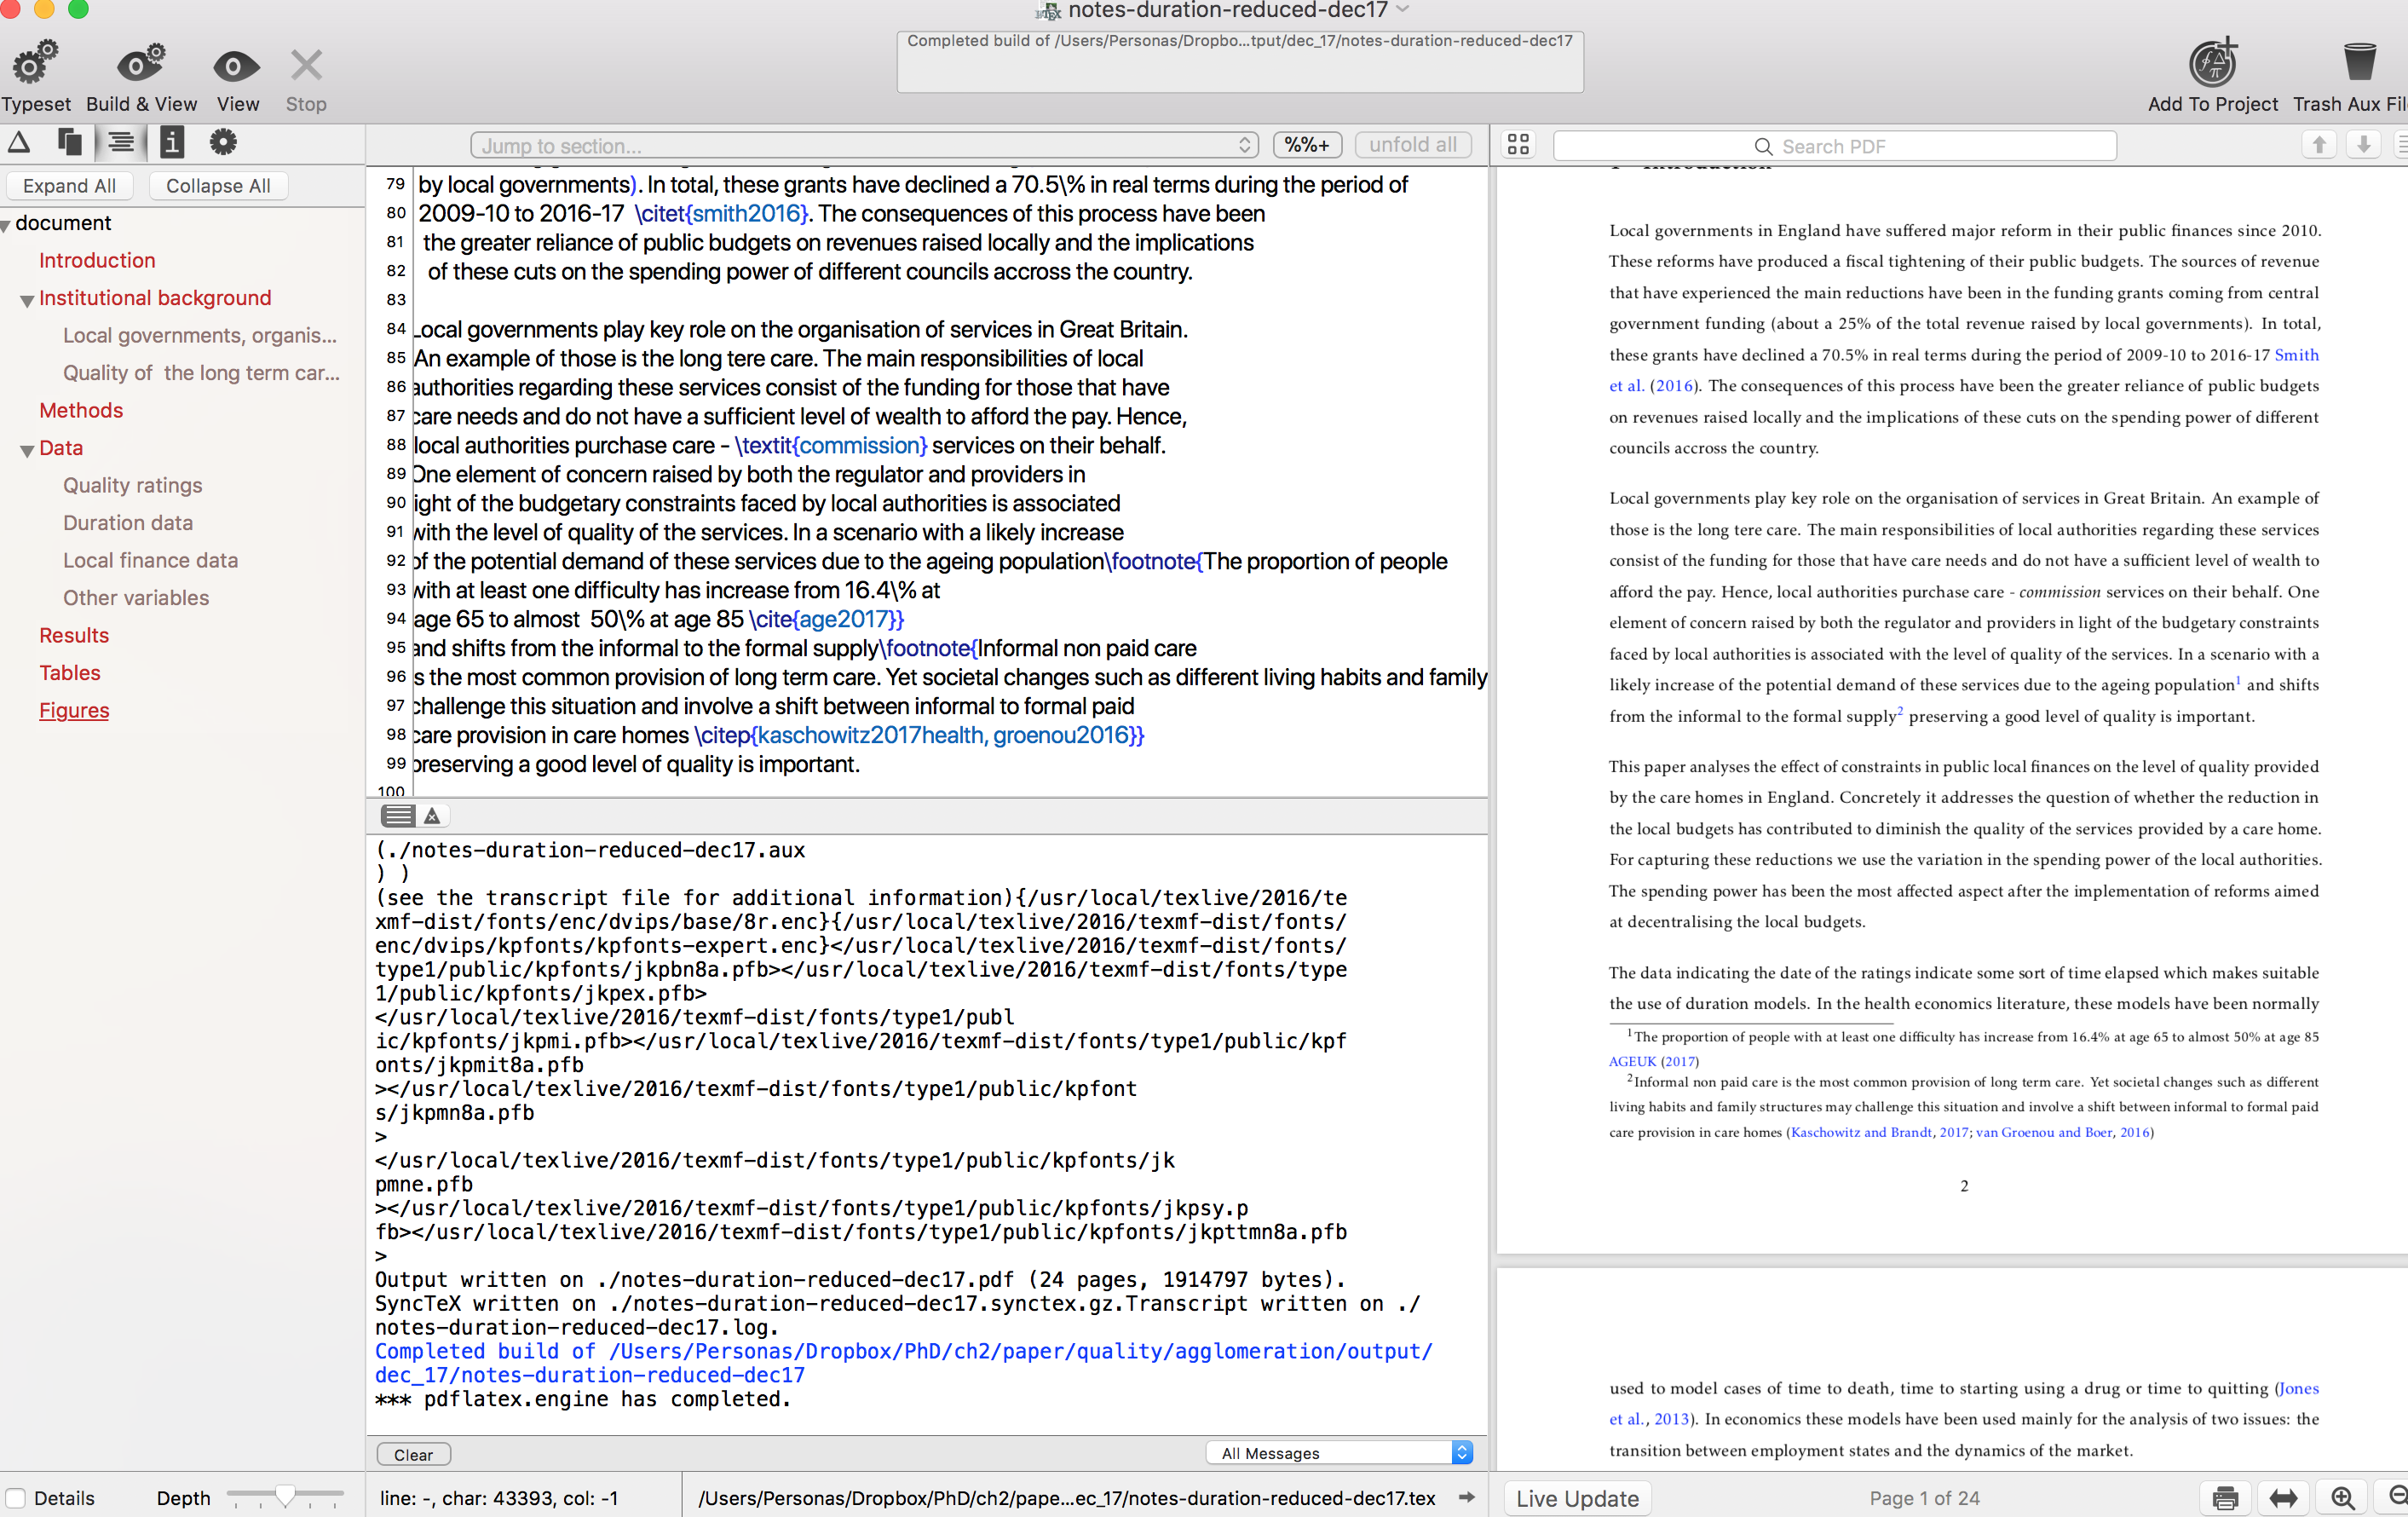 notes-duration-reduced-dec17
Completed build of /Users/Personas/Dropbo...tput/dec_17/notes-duration-reduced-dec17
Typeset
Build & View
View
Stop
Add To Project
Trash Aux Fil
Jump to section...
%%+
unfold all
Search PDF
Expand All
Collapse All
document
Introduction
Institutional background
Local governments, organis...
Quality of the long term car...
Methods
Data
Quality ratings
Duration data
Local finance data
Other variables
Results
Tables
Figures
79 by local governments). In total, these grants have declined a 70.5\% in real terms during the period of
80 2009-10 to 2016-17 \citet{smith2016}. The consequences of this process have been
81 the greater reliance of public budgets on revenues raised locally and the implications
82 of these cuts on the spending power of different councils accross the country.
83
84 Local governments play key role on the organisation of services in Great Britain.
85 An example of those is the long tere care. The main responsibilities of local
86 authorities regarding these services consist of the funding for those that have
87 care needs and do not have a sufficient level of wealth to afford the pay. Hence,
88 local authorities purchase care - \textit{commission} services on their behalf.
89 One element of concern raised by both the regulator and providers in
90 ight of the budgetary constraints faced by local authorities is associated
91 with the level of quality of the services. In a scenario with a likely increase
92 of the potential demand of these services due to the ageing population\footnote{The proportion of people
93 with at least one difficulty has increase from 16.4\% at
94 age 65 to almost 50\% at age 85 \cite{age2017}}
95 and shifts from the informal to the formal supply\footnote{Informal non paid care
96 s the most common provision of long term care. Yet societal changes such as different living habits and family
97 challenge this situation and involve a shift between informal to formal paid
98 care provision in care homes \citep{kaschowitz2017health, groenou2016}}
99 preserving a good level of quality is important.
100
(./notes-duration-reduced-dec17.aux
) )
(see the transcript file for additional information){/usr/local/texlive/2016/te
xmf-dist/fonts/enc/dvips/base/8r.enc}{/usr/local/texlive/2016/texmf-dist/fonts/
enc/dvips/kpfonts/kpfonts-expert.enc}</usr/local/texlive/2016/texmf-dist/fonts/
type1/public/kpfonts/jkpbn8a.pfb></usr/local/texlive/2016/texmf-dist/fonts/type
1/public/kpfonts/jkpex.pfb>
</usr/local/texlive/2016/texmf-dist/fonts/type1/publ
ic/kpfonts/jkpmi.pfb></usr/local/texlive/2016/texmf-dist/fonts/type1/public/kpf
onts/jkpmit8a.pfb
></usr/local/texlive/2016/texmf-dist/fonts/type1/public/kpfont
s/jkpmn8a.pfb
>
</usr/local/texlive/2016/texmf-dist/fonts/type1/public/kpfonts/jk
pmne.pfb
></usr/local/texlive/2016/texmf-dist/fonts/type1/public/kpfonts/jkpsy.p
fb></usr/local/texlive/2016/texmf-dist/fonts/type1/public/kpfonts/jkpttmn8a.pfb
>
Output written on ./notes-duration-reduced-dec17.pdf (24 pages, 1914797 bytes).
SyncTeX written on ./notes-duration-reduced-dec17.synctex.gz.Transcript written on ./
notes-duration-reduced-dec17.log.
Completed build of /Users/Personas/Dropbox/PhD/ch2/paper/quality/agglomeration/output/
dec_17/notes-duration-reduced-dec17
*** pdflatex.engine has completed.
Clear
All Messages
Details
Depth
line: -, char: 43393, col: -1
/Users/Personas/Dropbox/PhD/ch2/pape...ec_17/notes-duration-reduced-dec17.tex
1 Introduction
Local governments in England have suffered major reform in their public finances since 2010.
These reforms have produced a fiscal tightening of their public budgets. The sources of revenue
that have experienced the main reductions have been in the funding grants coming from central
government funding (about a 25% of the total revenue raised by local governments). In total,
these grants have declined a 70.5% in real terms during the period of 2009-10 to 2016-17 Smith
et al. (2016). The consequences of this process have been the greater reliance of public budgets
on revenues raised locally and the implications of these cuts on the spending power of different
councils accross the country.
Local governments play key role on the organisation of services in Great Britain. An example of
those is the long tere care. The main responsibilities of local authorities regarding these services
consist of the funding for those that have care needs and do not have a sufficient level of wealth to
afford the pay. Hence, local authorities purchase care - commission services on their behalf. One
element of concern raised by both the regulator and providers in light of the budgetary constraints
faced by local authorities is associated with the level of quality of the services. In a scenario with a
likely increase of the potential demand of these services due to the ageing population1 and shifts
from the informal to the formal supply2 preserving a good level of quality is important.
This paper analyses the effect of constraints in public local finances on the level of quality provided
by the care homes in England. Concretely it addresses the question of whether the reduction in
the local budgets has contributed to diminish the quality of the services provided by a care home.
For capturing these reductions we use the variation in the spending power of the local authorities.
The spending power has been the most affected aspect after the implementation of reforms aimed
at decentralising the local budgets.
The data indicating the date of the ratings indicate some sort of time elapsed which makes suitable
the use of duration models. In the health economics literature, these models have been normally
1The proportion of people with at least one difficulty has increase from 16.4% at age 65 to almost 50% at age 85
AGEUK (2017)
2Informal non paid care is the most common provision of long term care. Yet societal changes such as different
living habits and family structures may challenge this situation and involve a shift between informal to formal paid
care provision in care homes (Kaschowitz and Brandt, 2017; van Groenou and Boer, 2016)
2
used to model cases of time to death, time to starting using a drug or time to quitting (Jones
et al., 2013). In economics these models have been used mainly for the analysis of two issues: the
transition between employment states and the dynamics of the market.
Live Update
Page 1 of 24